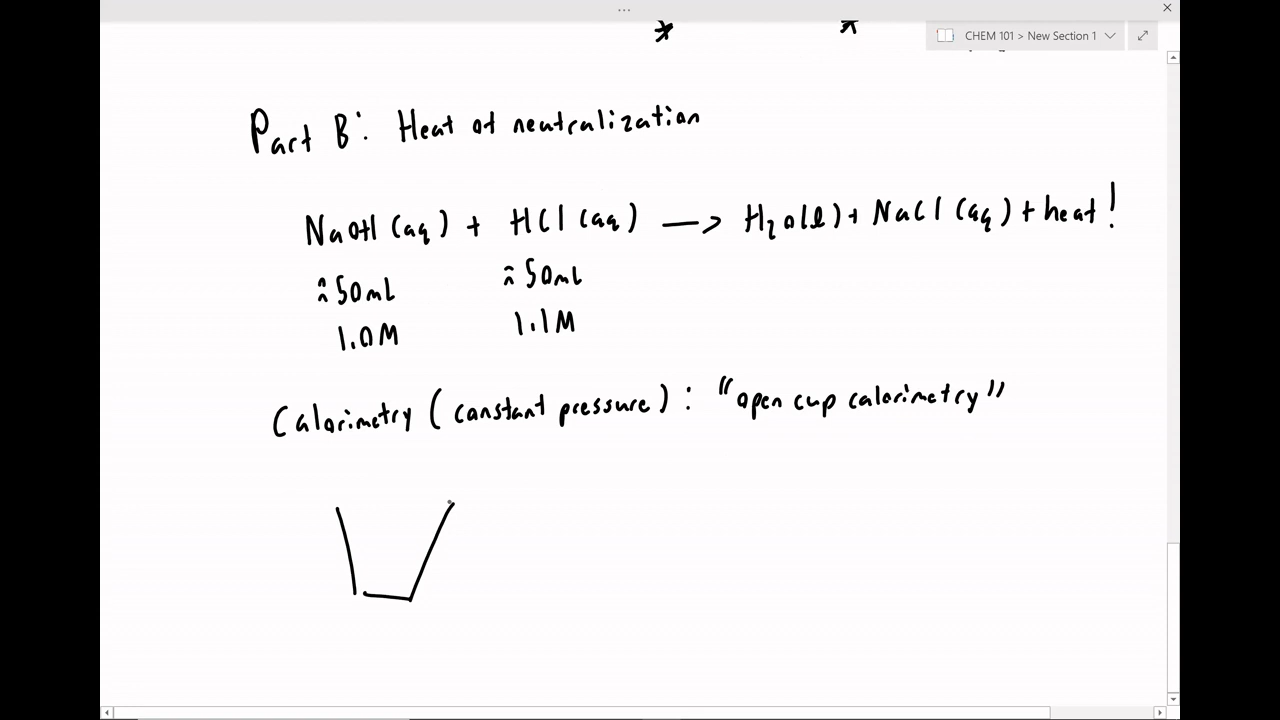 CHEM 101 > New Section 1
Part B: Heat of neutralization
NaOH (aq) + HCl (aq) → H₂O(l) + NaCl (aq) + heat!
≈ 50mL ≈ 50mL
1.0M 1.1M
Calorimetry (constant pressure): "open cup calorimetry"